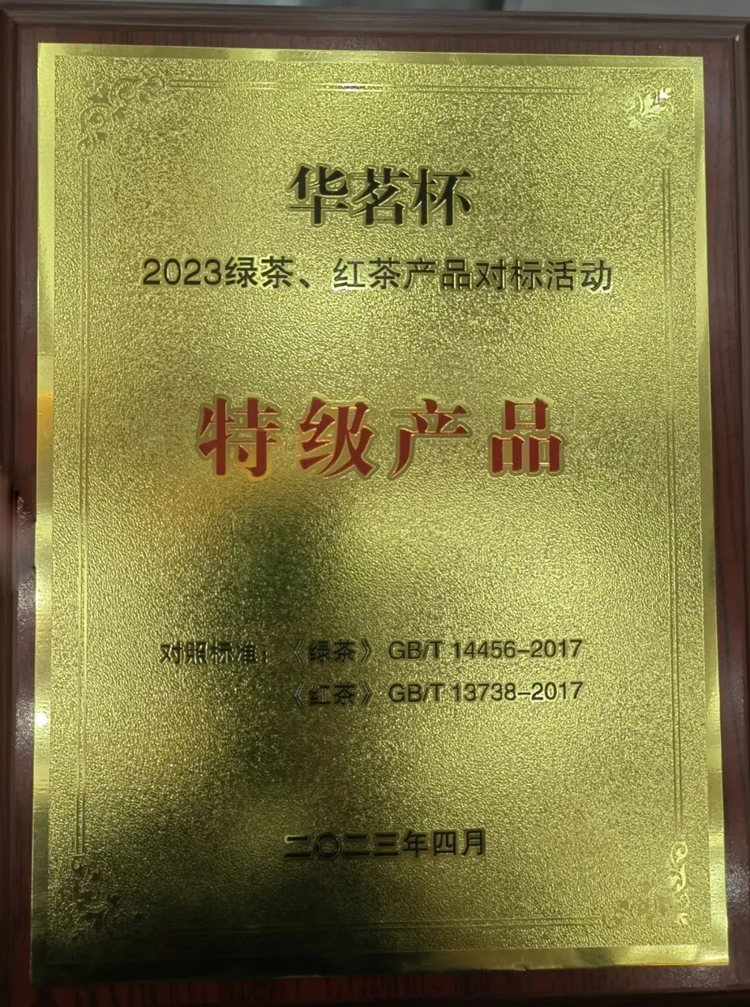 华茗杯
2023绿茶、红茶产品对标活动
特级产品
对照标准：《绿茶》 GB/T 14456-2017
《红茶》 GB/T 13738-2017
二〇二三年四月